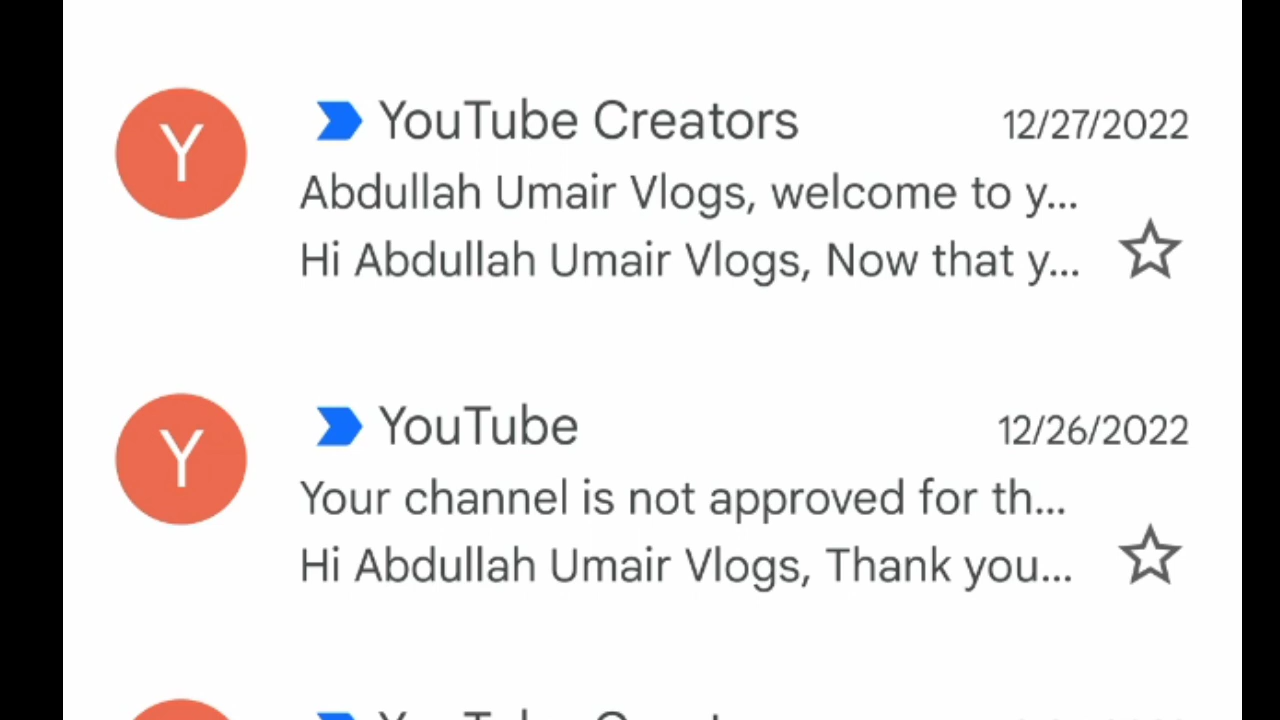 Y
YouTube Creators 12/27/2022
Abdullah Umair Vlogs, welcome to y...
Hi Abdullah Umair Vlogs, Now that y...
Y
YouTube 12/26/2022
Your channel is not approved for th...
Hi Abdullah Umair Vlogs, Thank you...